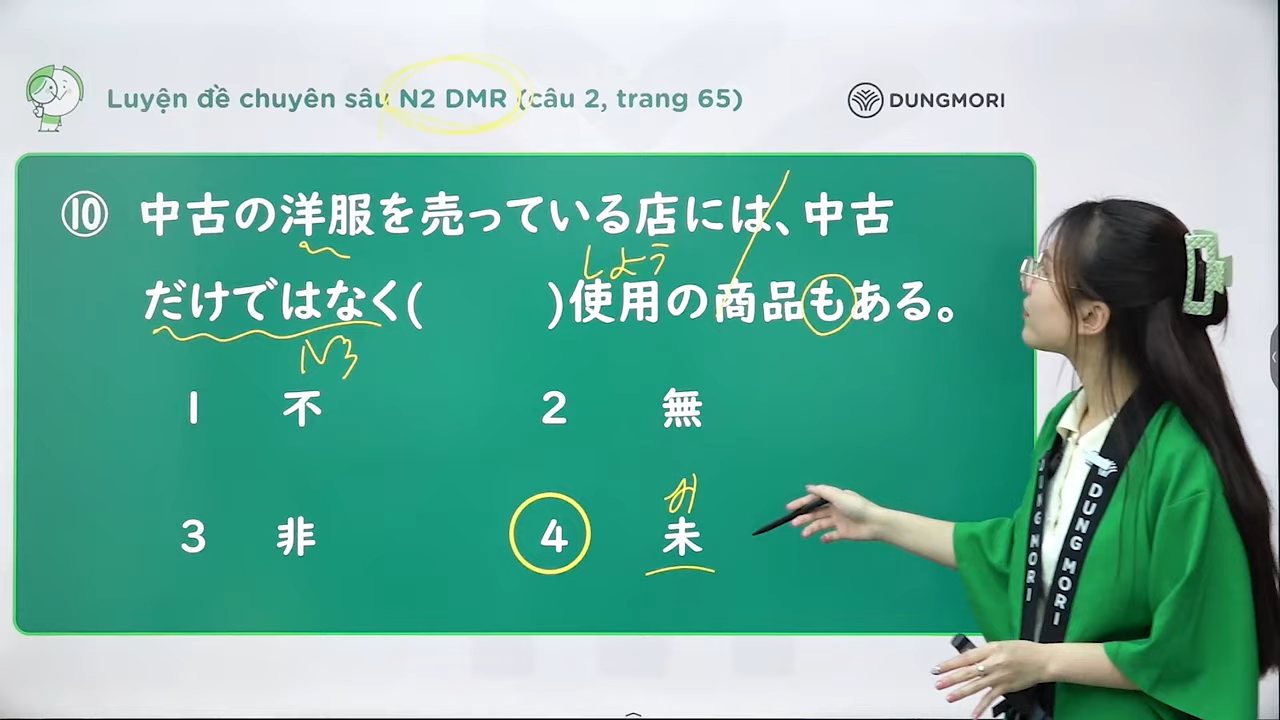 Luyện đề chuyên sâu N2 DMR (câu 2, trang 65)
DUNGMORI
⑩ 中古の洋服を売っている店には、中古
しよう
だけではなく( )使用の商品もある。
N3
1 不 2 無
み
3 非 4 未
DUNG MORI
DUNG MORI